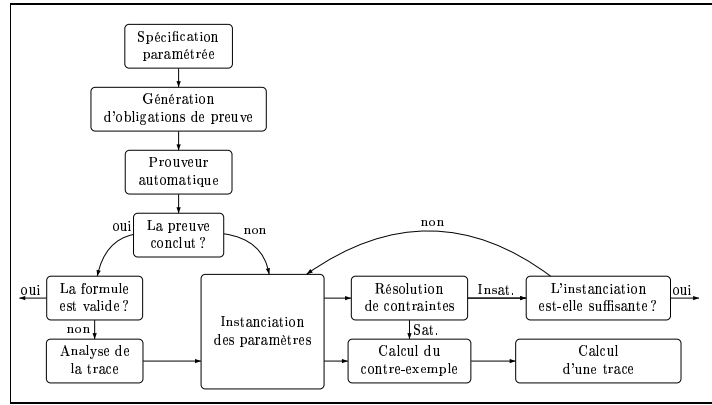 Spécification
paramétrée
Génération
d'obligations de preuve
Prouveur
automatique
oui
La preuve
conclut ?
non
non
oui
La formule
est valide ?
Instanciation
des paramètres
Résolution
de contraintes
Insat.
L'instanciation
est-elle suffisante ?
oui
non
Sat.
Analyse de
la trace
Calcul du
contre-exemple
Calcul
d'une trace